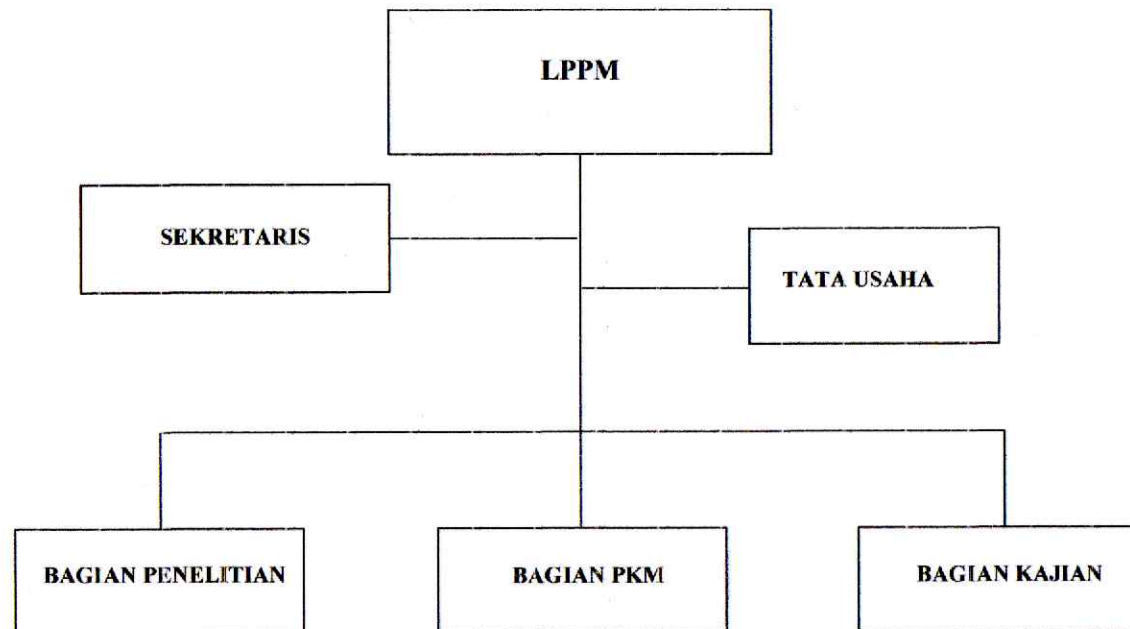 LPPM
SEKRETARIS
TATA USAHA
BAGIAN PENELITIAN
BAGIAN PKM
BAGIAN KAJIAN